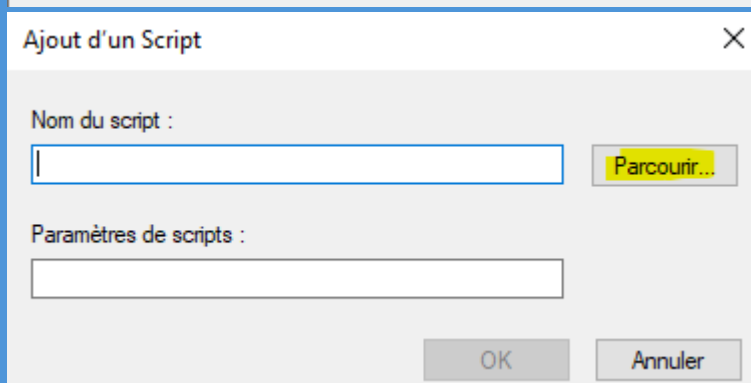 Ajout d'un Script
Nom du script :
Parcourir...
Paramètres de scripts :
OK
Annuler